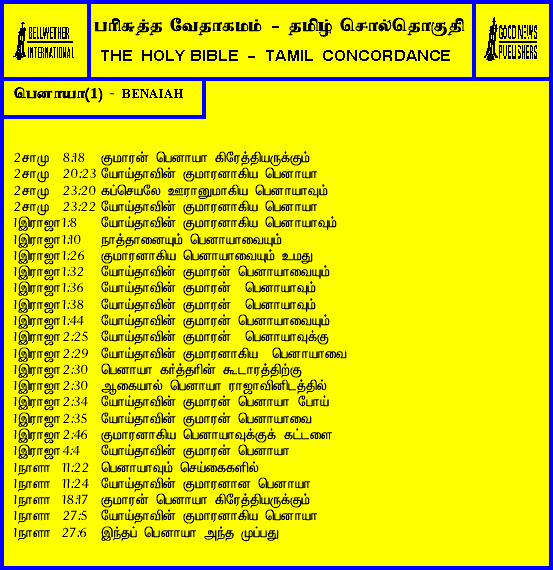 BELLWETHER
INTERNATIONAL
பரிசுத்த வேதாகமம் - தமிழ் சொல்தொகுதி
THE HOLY BIBLE - TAMIL CONCORDANCE
GOOD NEWS
PUBLISHERS
பெனாயா(1) - BENAIAH
2சாமு 8:18 குமாரன் பெனாயா கிரேத்தியருக்கும்
2சாமு 20:23 யோய்தாவின் குமாரனாகிய பெனாயா
2சாமு 23:20 கப்செயலே ஊரானுமாகிய பெனாயாவும்
2சாமு 23:22 யோய்தாவின் குமாரனாகிய பெனாயா
1இராஜா 1:8 யோய்தாவின் குமாரனாகிய பெனாயாவும்
1இராஜா 1:10 நாத்தானையும் பெனாயாவையும்
1இராஜா 1:26 குமாரனாகிய பெனாயாவையும் உமது
1இராஜா 1:32 யோய்தாவின் குமாரன் பெனாயாவையும்
1இராஜா 1:36 யோய்தாவின் குமாரன் பெனாயாவும்
1இராஜா 1:38 யோய்தாவின் குமாரன் பெனாயாவும்
1இராஜா 1:44 யோய்தாவின் குமாரன் பெனாயாவையும்
1இராஜா 2:25 யோய்தாவின் குமாரன் பெனாயாவுக்கு
1இராஜா 2:29 யோய்தாவின் குமாரனாகிய பெனாயாவை
1இராஜா 2:30 பெனாயா கர்த்தரின் கூடாரத்திற்கு
1இராஜா 2:30 ஆகையால் பெனாயா ராஜாவினிடத்தில்
1இராஜா 2:34 யோய்தாவின் குமாரன் பெனாயா போய்
1இராஜா 2:35 யோய்தாவின் குமாரன் பெனாயாவை
1இராஜா 2:46 குமாரனாகிய பெனாயாவுக்குக் கட்டளை
1இராஜா 4:4 யோய்தாவின் குமாரன் பெனாயா
1நாளா 11:22 பெனாயாவும் செய்கைகளில்
1நாளா 11:24 யோய்தாவின் குமாரனான பெனாயா
1நாளா 18:17 குமாரன் பெனாயா கிரேத்தியருக்கும்
1நாளா 27:5 யோய்தாவின் குமாரனாகிய பெனாயா
1நாளா 27:6 இந்தப் பெனாயா அந்த முப்பது